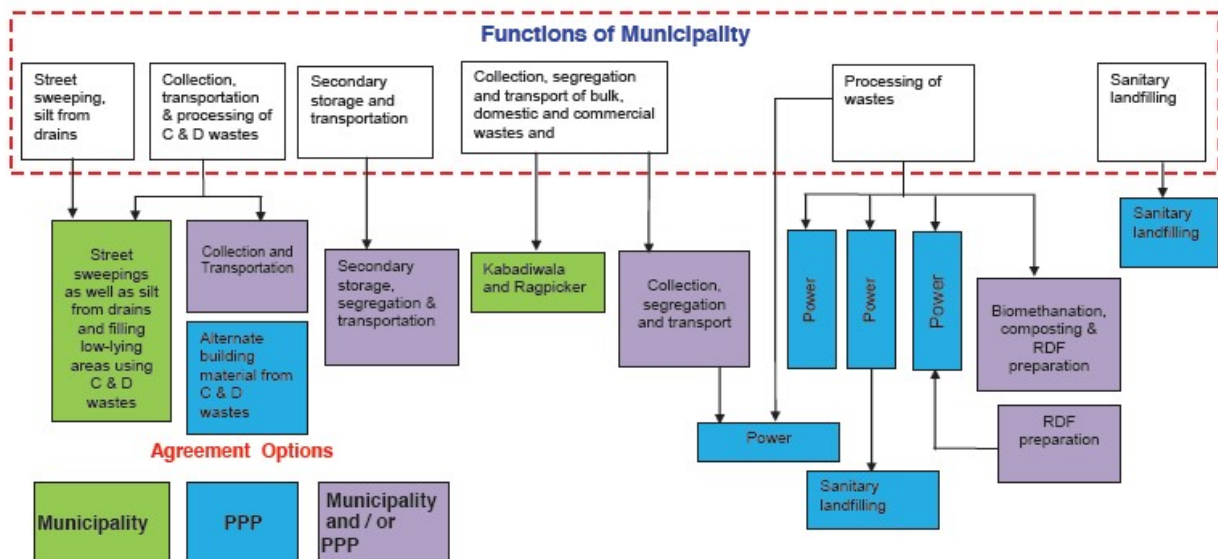 Functions of Municipality
Street
sweeping,
silt from
drains
Collection,
transportation
& processing of
C & D wastes
Secondary
storage and
transportation
Collection, segregation
and transport of bulk,
domestic and commercial
wastes and
Processing of
wastes
Sanitary
landfilling
Street
sweepings
as well as silt
from drains
and filling
low-lying
areas using
C & D
wastes
Collection and
Transportation
Alternate
building
material from
C & D
wastes
Secondary
storage,
segregation &
transportation
Kabadiwala
and Ragpicker
Collection,
segregation
and transport
Power
Power
Power
Power
Sanitary
landfilling
Biomethanation,
composting &
RDF
preparation
RDF
preparation
Sanitary
landfilling
Agreement Options
Municipality
PPP
Municipality
and / or
PPP